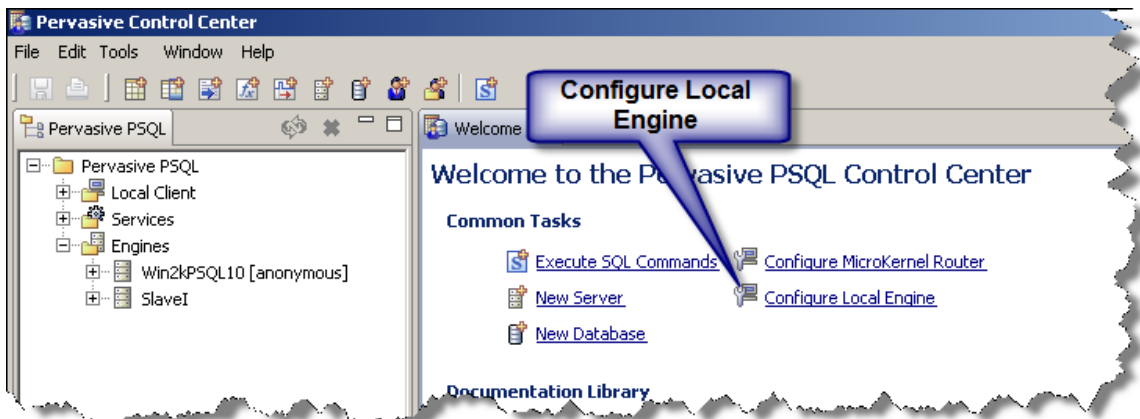 Pervasive Control Center
File Edit Tools Window Help
Configure Local
Engine
Pervasive PSQL
Welcome
Pervasive PSQL
Local Client
Services
Engines
Win2kPSQL10 [anonymous]
SlaveI
Welcome to the Pervasive PSQL Control Center
Common Tasks
Execute SQL Commands
Configure MicroKernel Router
New Server
Configure Local Engine
New Database
Documentation Library